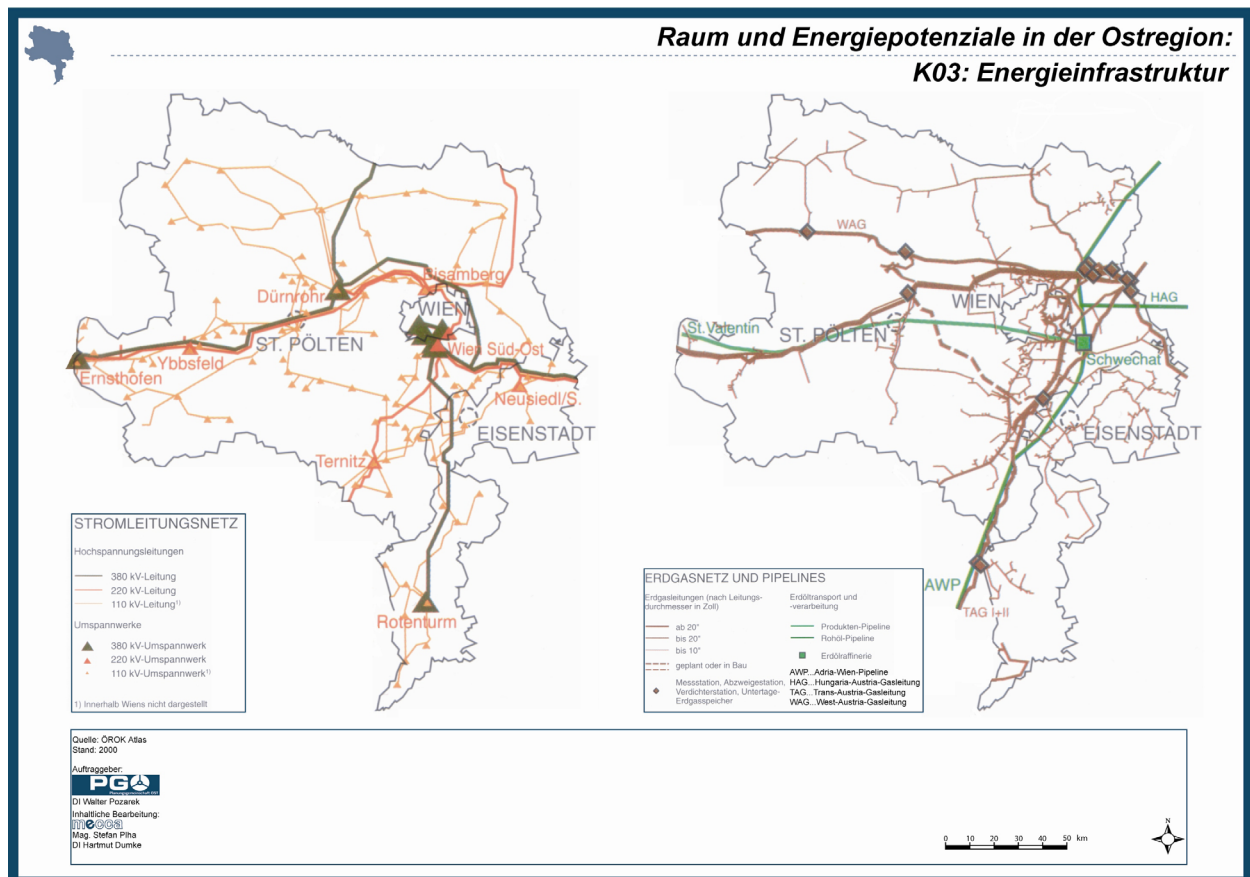 Raum und Energiepotenziale in der Ostregion:
K03: Energieinfrastruktur
Bisamberg
Dürnrohr
WIEN
ST. PÖLTEN
Ybbsfeld
Wien Süd-Ost
Ernsthofen
Neusiedl/S.
EISENSTADT
Ternitz
Rotenturm
STROMLEITUNGSNETZ
Hochspannungsleitungen
380 kV-Leitung
220 kV-Leitung
110 kV-Leitung1)
Umspannwerke
380 kV-Umspannwerk
220 kV-Umspannwerk
110 kV-Umspannwerk1)
1) Innerhalb Wiens nicht dargestellt
WAG
WIEN
HAG
St.Valentin
ST. PÖLTEN
Schwechat
EISENSTADT
AWP
TAG I+II
ERDGASNETZ UND PIPELINES
Erdgasleitungen (nach Leitungs-
durchmesser in Zoll)
ab 20"
bis 20"
bis 10"
geplant oder in Bau
Messstation, Abzweigestation,
Verdichterstation, Untertage-
Erdgasspeicher
Erdöltransport und
-verarbeitung
Produkten-Pipeline
Rohöl-Pipeline
Erdölraffinerie
AWP...Adria-Wien-Pipeline
HAG...Hungaria-Austria-Gasleitung
TAG...Trans-Austria-Gasleitung
WAG...West-Austria-Gasleitung
Quelle: ÖROK Atlas
Stand: 2000
Auftraggeber:
PGO
Planungsgemeinschaft OST
DI Walter Pozarek
Inhaltliche Bearbeitung:
mecca
Mag. Stefan Plha
DI Hartmut Dumke
0 10 20 30 40 50 km
N